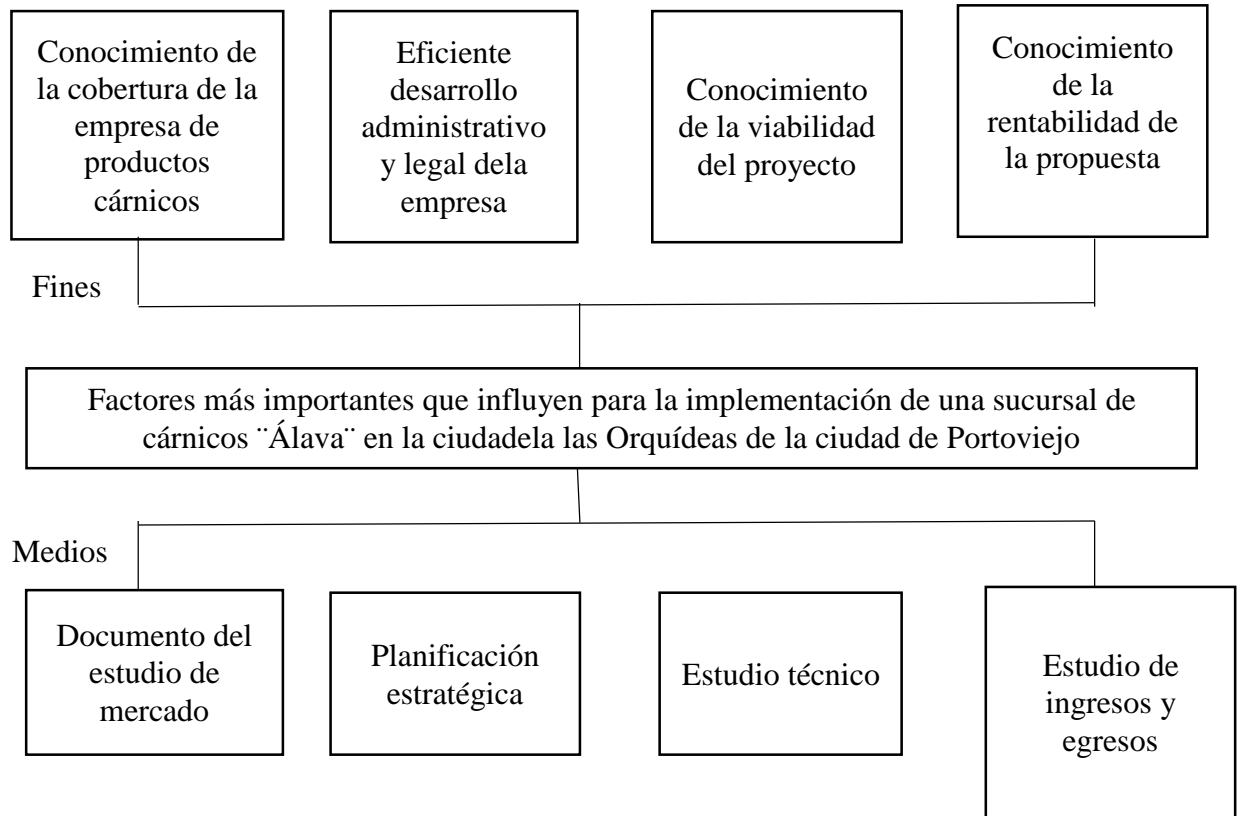 Conocimiento de
la cobertura de la
empresa de
productos
cárnicos
Eficiente
desarrollo
administrativo
y legal dela
empresa
Conocimiento
de la viabilidad
del proyecto
Conocimiento
de la
rentabilidad de
la propuesta
Fines
Factores más importantes que influyen para la implementación de una sucursal de
cárnicos ¨Álava¨ en la ciudadela las Orquídeas de la ciudad de Portoviejo
Medios
Documento del
estudio de
mercado
Planificación
estratégica
Estudio técnico
Estudio de
ingresos y
egresos